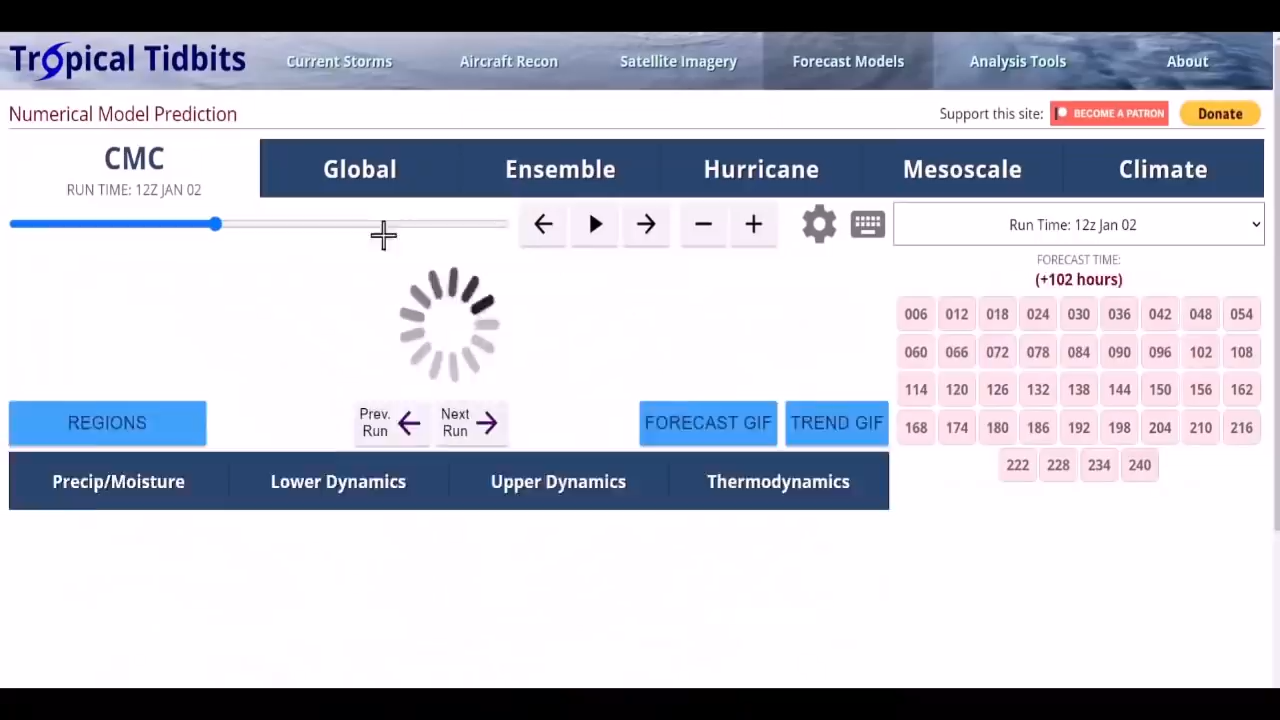 Tropical Tidbits
Current Storms
Aircraft Recon
Satellite Imagery
Forecast Models
Analysis Tools
About
Numerical Model Prediction
Support this site:
BECOME A PATRON
Donate
CMC
RUN TIME: 12Z JAN 02
Global
Ensemble
Hurricane
Mesoscale
Climate
Run Time: 12z Jan 02
FORECAST TIME:
(+102 hours)
006 012 018 024 030 036 042 048 054
060 066 072 078 084 090 096 102 108
114 120 126 132 138 144 150 156 162
168 174 180 186 192 198 204 210 216
222 228 234 240
REGIONS
Prev. Run
Next Run
FORECAST GIF
TREND GIF
Precip/Moisture
Lower Dynamics
Upper Dynamics
Thermodynamics